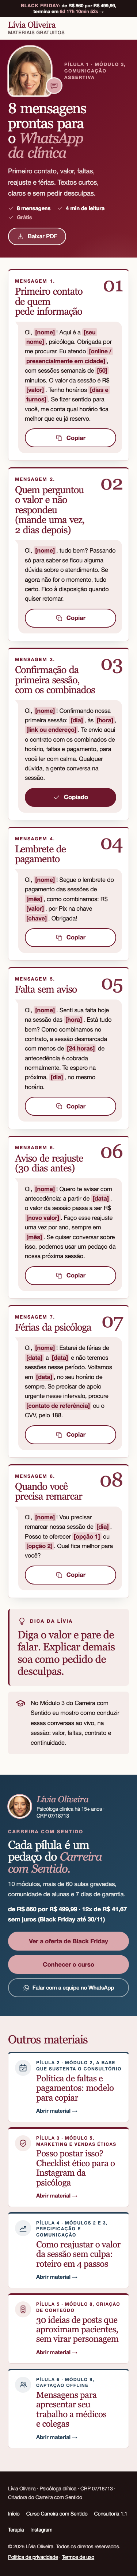 BLACK FRIDAY: de R$ 860 por R$ 499,99,
termina em 8d 17h 10min 52s →
Lívia Oliveira
MATERIAIS GRATUITOS
PÍLULA 1 · MÓDULO 3,
COMUNICAÇÃO
ASSERTIVA
8 mensagens
prontas para
o WhatsApp
da clínica
Primeiro contato, valor, faltas,
reajuste e férias. Textos curtos,
claros e sem pedir desculpas.
8 mensagens
4 min de leitura
Grátis
Baixar PDF
MENSAGEM 1.
01
Primeiro contato
de quem
pede informação
Oi, [nome]! Aqui é a [seu
nome], psicóloga. Obrigada por
me procurar. Eu atendo [online /
presencialmente em cidade],
com sessões semanais de [50]
minutos. O valor da sessão é R$
[valor]. Tenho horários [dias e
turnos]. Se fizer sentido para
você, me conta qual horário fica
melhor que eu reservo.
Copiar
MENSAGEM 2.
02
Quem perguntou
o valor e não
respondeu
(mande uma vez,
2 dias depois)
Oi, [nome], tudo bem? Passando
só para saber se ficou alguma
dúvida sobre o atendimento. Se
agora não for o momento, tudo
certo. Fico à disposição quando
quiser retomar.
Copiar
MENSAGEM 3.
03
Confirmação da
primeira sessão,
com os combinados
Oi, [nome]! Confirmando nossa
primeira sessão: [dia], às [hora],
[link ou endereço]. Te envio aqui
o contrato com os combinados de
horário, faltas e pagamento, para
você ler com calma. Qualquer
dúvida a gente conversa na
sessão.
Copiado
MENSAGEM 4.
04
Lembrete de
pagamento
Oi, [nome]! Segue o lembrete do
pagamento das sessões de
[mês], como combinamos: R$
[valor], por Pix na chave
[chave]. Obrigada!
Copiar
MENSAGEM 5.
05
Falta sem aviso
Oi, [nome]. Senti sua falta hoje
na sessão das [hora]. Está tudo
bem? Como combinamos no
contrato, a sessão desmarcada
com menos de [24 horas] de
antecedência é cobrada
normalmente. Te espero na
próxima, [dia], no mesmo
horário.
Copiar
MENSAGEM 6.
06
Aviso de reajuste
(30 dias antes)
Oi, [nome]! Quero te avisar com
antecedência: a partir de [data],
o valor da sessão passa a ser R$
[novo valor]. Faço esse reajuste
uma vez por ano, sempre em
[mês]. Se quiser conversar sobre
isso, podemos usar um pedaço da
nossa próxima sessão.
Copiar
MENSAGEM 7.
07
Férias da psicóloga
Oi, [nome]! Estarei de férias de
[data] a [data] e não teremos
sessões nesse período. Voltamos
em [data], no seu horário de
sempre. Se precisar de apoio
urgente nesse intervalo, procure
[contato de referência] ou o
CVV, pelo 188.
Copiar
MENSAGEM 8.
08
Quando você
precisa remarcar
Oi, [nome]! Vou precisar
remarcar nossa sessão de [dia].
Posso te oferecer [opção 1] ou
[opção 2]. Qual fica melhor para
você?
Copiar
DICA DA LÍVIA
Diga o valor e pare de
falar. Explicar demais
soa como pedido de
desculpas.
No Módulo 3 do Carreira com
Sentido eu mostro como conduzir
essas conversas ao vivo, na
sessão: valor, faltas, contrato e
continuidade.
Lívia Oliveira
Psicóloga clínica há 15+ anos ·
CRP 07/18713
CARREIRA COM SENTIDO
Cada pílula é um
pedaço do Carreira
com Sentido.
10 módulos, mais de 60 aulas gravadas,
comunidade de alunas e 7 dias de garantia.
de R$ 860 por R$ 499,99 · 12x de R$ 41,67
sem juros (Black Friday até 30/11)
Ver a oferta de Black Friday
Conhecer o curso
Falar com a equipe no WhatsApp
Outros materiais
PÍLULA 2 · MÓDULO 2, A BASE
QUE SUSTENTA O CONSULTÓRIO
Política de faltas e
pagamentos: modelo
para copiar
Abrir material →
PÍLULA 3 · MÓDULO 5,
MARKETING E VENDAS ÉTICAS
Posso postar isso?
Checklist ético para o
Instagram da
psicóloga
Abrir material →
PÍLULA 4 · MÓDULOS 2 E 3,
PRECIFICAÇÃO E
COMUNICAÇÃO
Como reajustar o valor
da sessão sem culpa:
roteiro em 4 passos
Abrir material →
PÍLULA 5 · MÓDULO 8, CRIAÇÃO
DE CONTEÚDO
30 ideias de posts que
aproximam pacientes,
sem virar personagem
Abrir material →
PÍLULA 6 · MÓDULO 9,
CAPTAÇÃO OFFLINE
Mensagens para
apresentar seu
trabalho a médicos
e colegas
Abrir material →
Lívia Oliveira · Psicóloga clínica · CRP 07/18713 ·
Criadora do Carreira com Sentido
Início Curso Carreira com Sentido Consultoria 1:1
Terapia Instagram
© 2026 Lívia Oliveira. Todos os direitos reservados.
Política de privacidade · Termos de uso